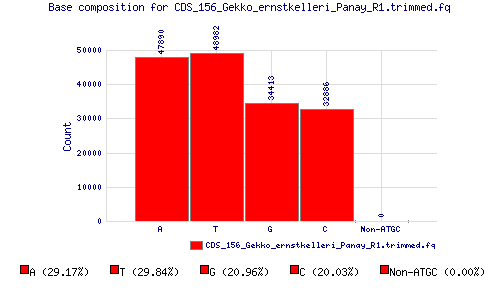 Base composition for CDS_156_Gekko_ernstkelleri_Panay_R1.trimmed.fq
47890
48982
34413
32886
0
50000
40000
30000
20000
10000
0
Count
A T G C Non-ATGC
CDS_156_Gekko_ernstkelleri_Panay_R1.trimmed.fq
A (29.17%) T (29.84%) G (20.96%) C (20.03%) Non-ATGC (0.00%)